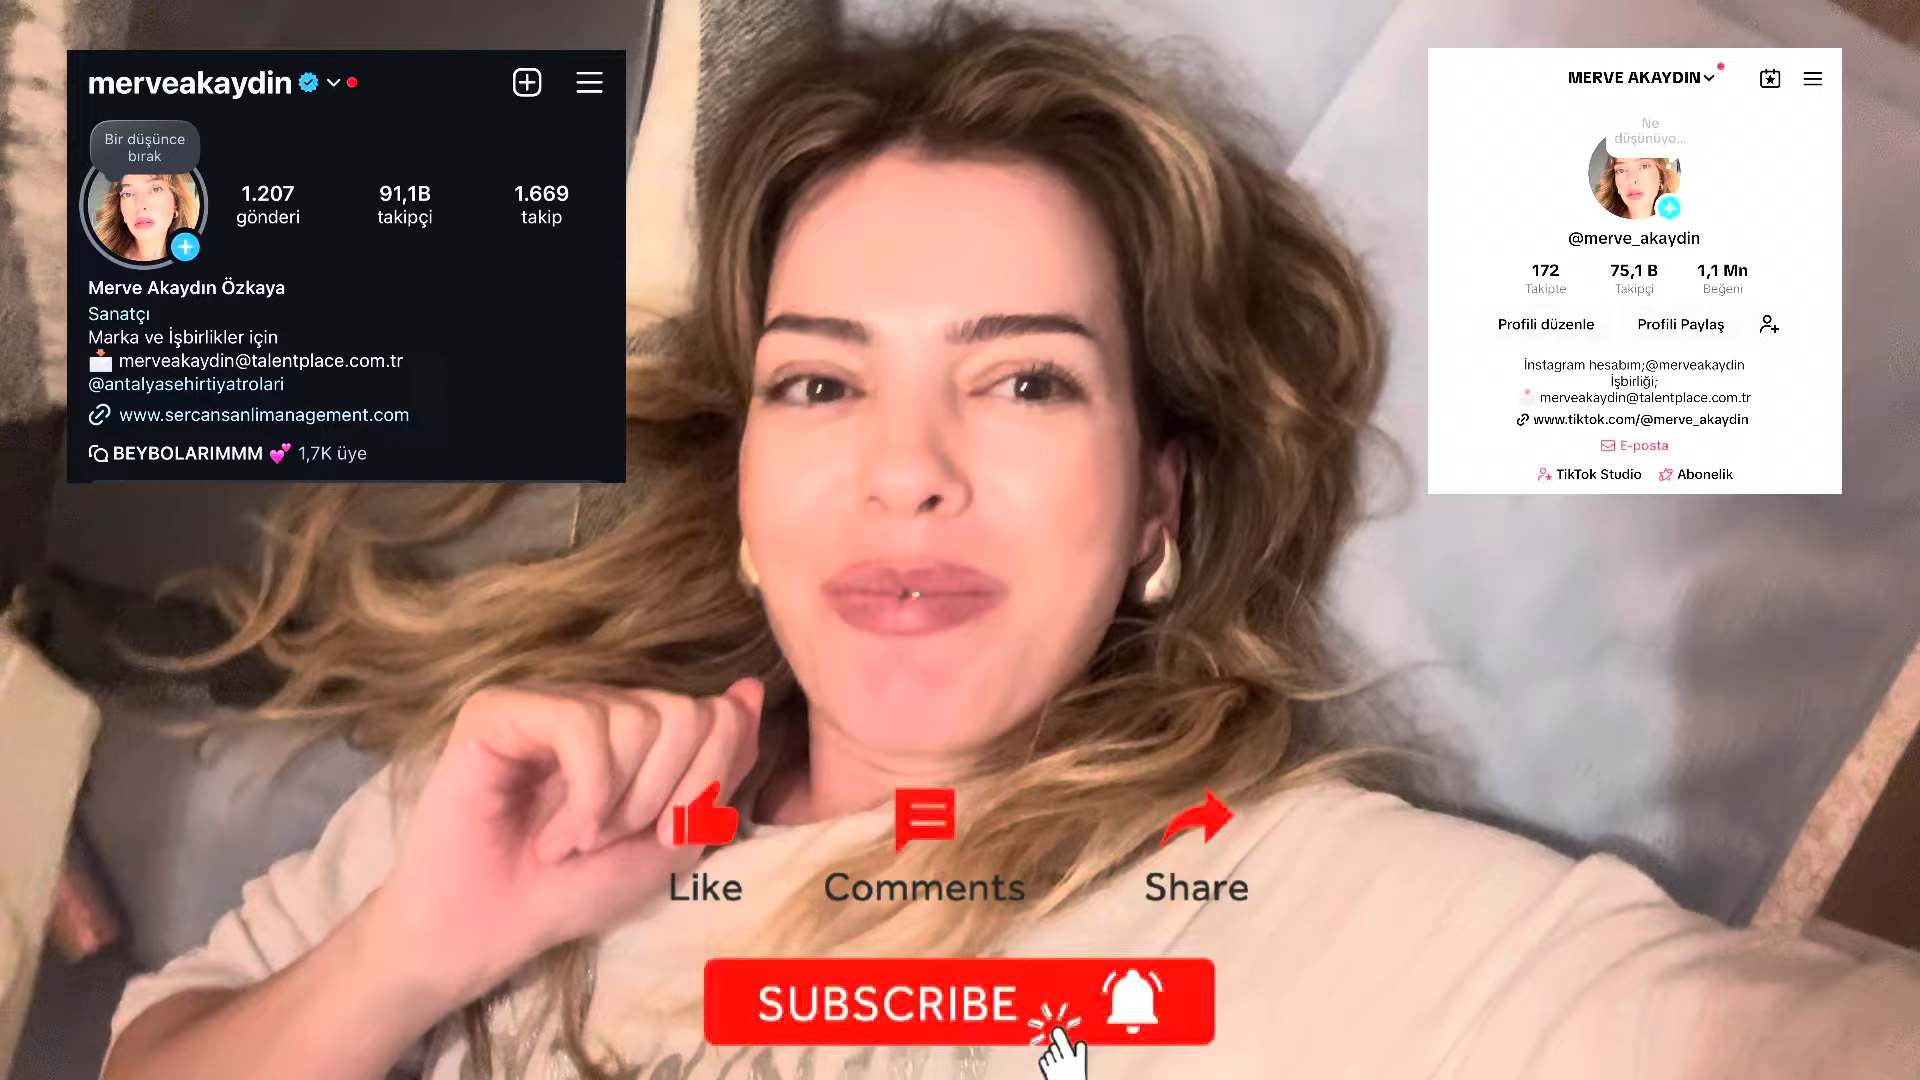 merveakaydin
Bir düşünce
bırak
1.207 91,1B 1.669
gönderi takipçi takip
Merve Akaydın Özkaya
Sanatçı
Marka ve İşbirlikler için
merveakaydin@talentplace.com.tr
@antalyasehirtiyatrolari
www.sercansanlimanagement.com
BEYBOLARIMMM 💕 1,7K üye
MERVE AKAYDIN
Ne
düşünüyo...
@merve_akaydin
172 75,1 B 1,1 Mn
Takipte Takipçi Beğeni
Profili düzenle Profili Paylaş
İnstagram hesabım;@merveakaydin
İşbirliği;
merveakaydin@talentplace.com.tr
www.tiktok.com/@merve_akaydin
E-posta
TikTok Studio Abonelik
Like Comments Share
SUBSCRIBE